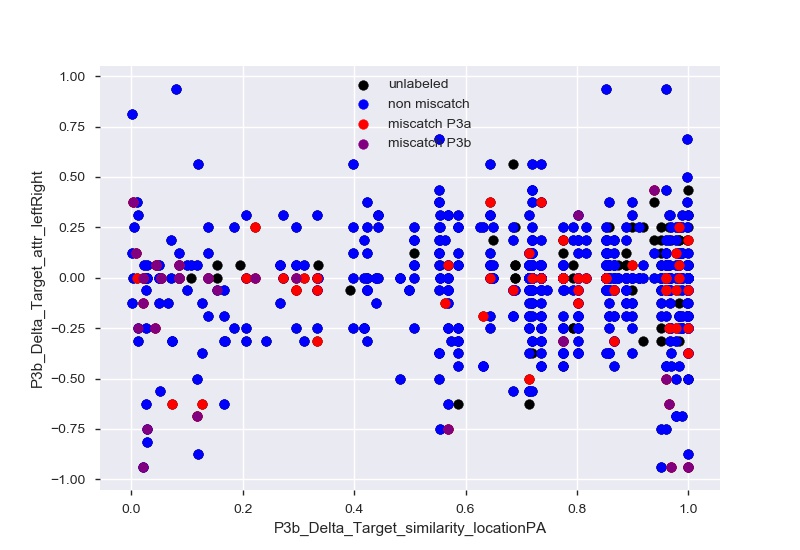 1.00
0.75
0.50
0.25
0.00
−0.25
−0.50
−0.75
−1.00
P3b_Delta_Target_attr_leftRight
unlabeled
non miscatch
miscatch P3a
miscatch P3b
0.0 0.2 0.4 0.6 0.8 1.0
P3b_Delta_Target_similarity_locationPA